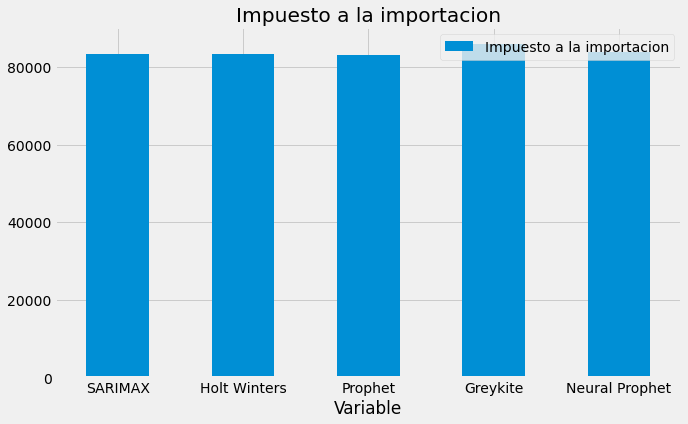 Impuesto a la importacion
Impuesto a la importacion
80000
60000
40000
20000
0
SARIMAX Holt Winters Prophet Greykite Neural Prophet
Variable